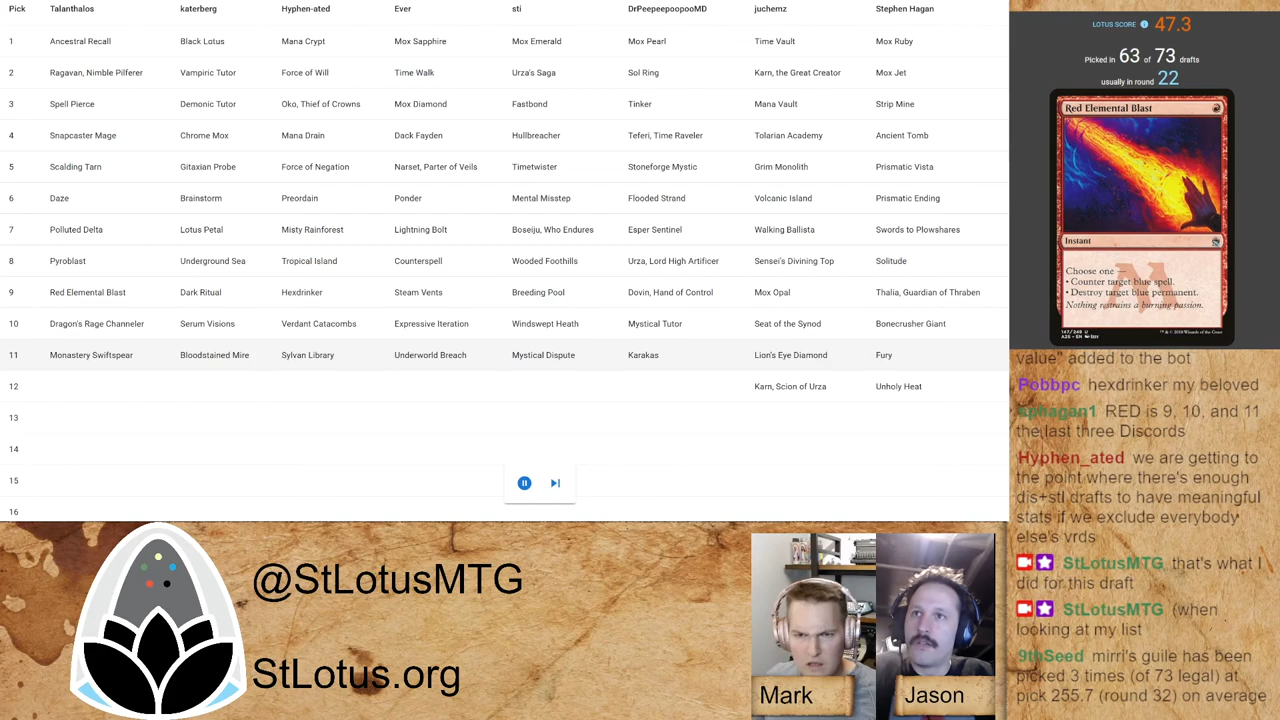 Pick Talanthalos katerberg Hyphen-ated Ever sti DrPeepeepoopooMD juchemz Stephen Hagan
1 Ancestral Recall Black Lotus Mana Crypt Mox Sapphire Mox Emerald Mox Pearl Time Vault Mox Ruby
2 Ragavan, Nimble Pilferer Vampiric Tutor Force of Will Time Walk Urza's Saga Sol Ring Karn, the Great Creator Mox Jet
3 Spell Pierce Demonic Tutor Oko, Thief of Crowns Mox Diamond Fastbond Tinker Mana Vault Strip Mine
4 Snapcaster Mage Chrome Mox Mana Drain Dack Fayden Hullbreacher Teferi, Time Raveler Tolarian Academy Ancient Tomb
5 Scalding Tarn Gitaxian Probe Force of Negation Narset, Parter of Veils Timetwister Stoneforge Mystic Grim Monolith Prismatic Vista
6 Daze Brainstorm Preordain Ponder Mental Misstep Flooded Strand Volcanic Island Prismatic Ending
7 Polluted Delta Lotus Petal Misty Rainforest Lightning Bolt Boseiju, Who Endures Esper Sentinel Walking Ballista Swords to Plowshares
8 Pyroblast Underground Sea Tropical Island Counterspell Wooded Foothills Urza, Lord High Artificer Sensei's Divining Top Solitude
9 Red Elemental Blast Dark Ritual Hexdrinker Steam Vents Breeding Pool Dovin, Hand of Control Mox Opal Thalia, Guardian of Thraben
10 Dragon's Rage Channeler Serum Visions Verdant Catacombs Expressive Iteration Windswept Heath Mystical Tutor Seat of the Synod Bonecrusher Giant
11 Monastery Swiftspear Bloodstained Mire Sylvan Library Underworld Breach Mystical Dispute Karakas Lion's Eye Diamond Fury
12 Karn, Scion of Urza Unholy Heat
13
14
15
16
LOTUS SCORE 47.3
Picked in 63 of 73 drafts
usually in round 22
Red Elemental Blast
Instant
Choose one —
• Counter target blue spell.
• Destroy target blue permanent.
Nothing restrains a burning passion.
value" added to the bot
Pobbpc hexdrinker my beloved
sphagan1 RED is 9, 10, and 11
the last three Discords
Hyphen_ated we are getting to
the point where there's enough
dis+stl drafts to have meaningful
stats if we exclude everybody
else's vrds
StLotusMTG that's what I
did for this draft
StLotusMTG (when
looking at my list
9thSeed mirri's guile has been
picked 3 times (of 73 legal) at
pick 255.7 (round 32) on average
@StLotusMTG
StLotus.org
Mark
Jason